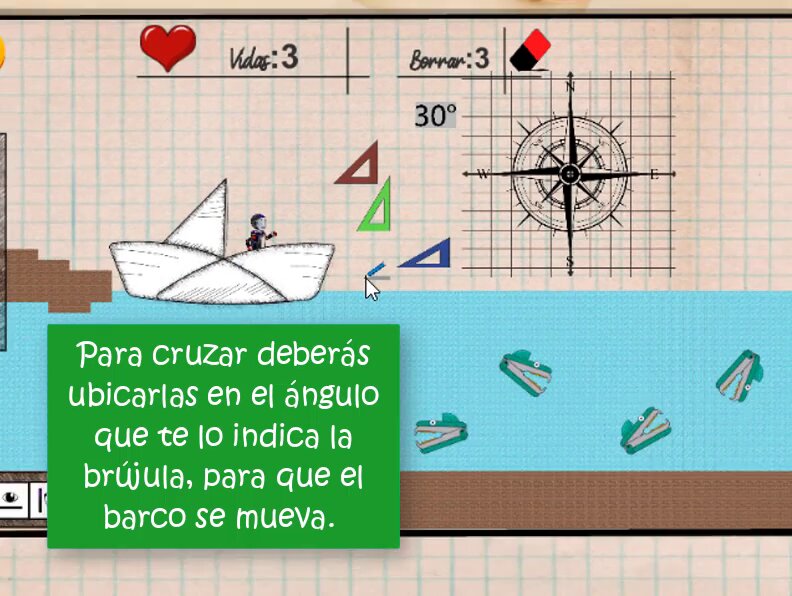 Vidas:3
Borrar:3
30°
N
W
E
S
Para cruzar deberás
ubicarlas en el ángulo
que te lo indica la
brújula, para que el
barco se mueva.